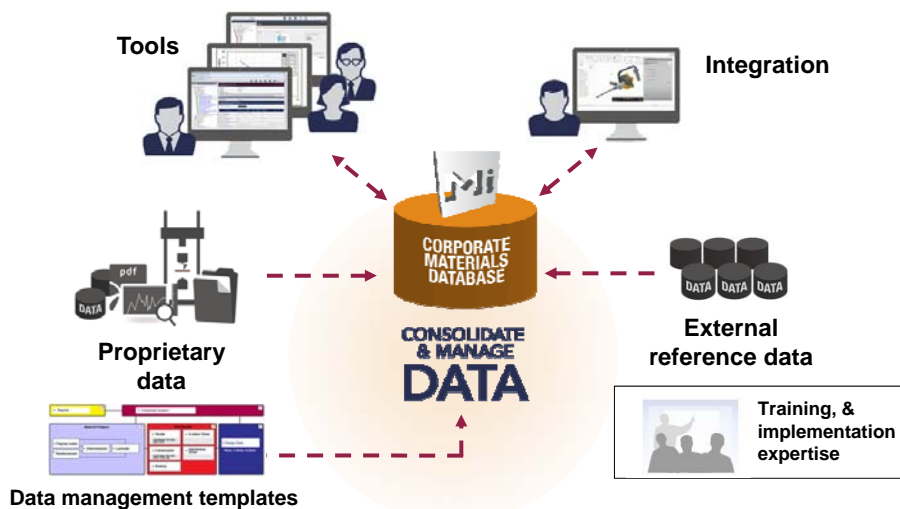 Tools
Integration
Mi
CORPORATE
MATERIALS
DATABASE
pdf
DATA
DATA DATA DATA
CONSOLIDATE
& MANAGE
DATA
Proprietary
data
External
reference data
Training, &
implementation
expertise
Data management templates